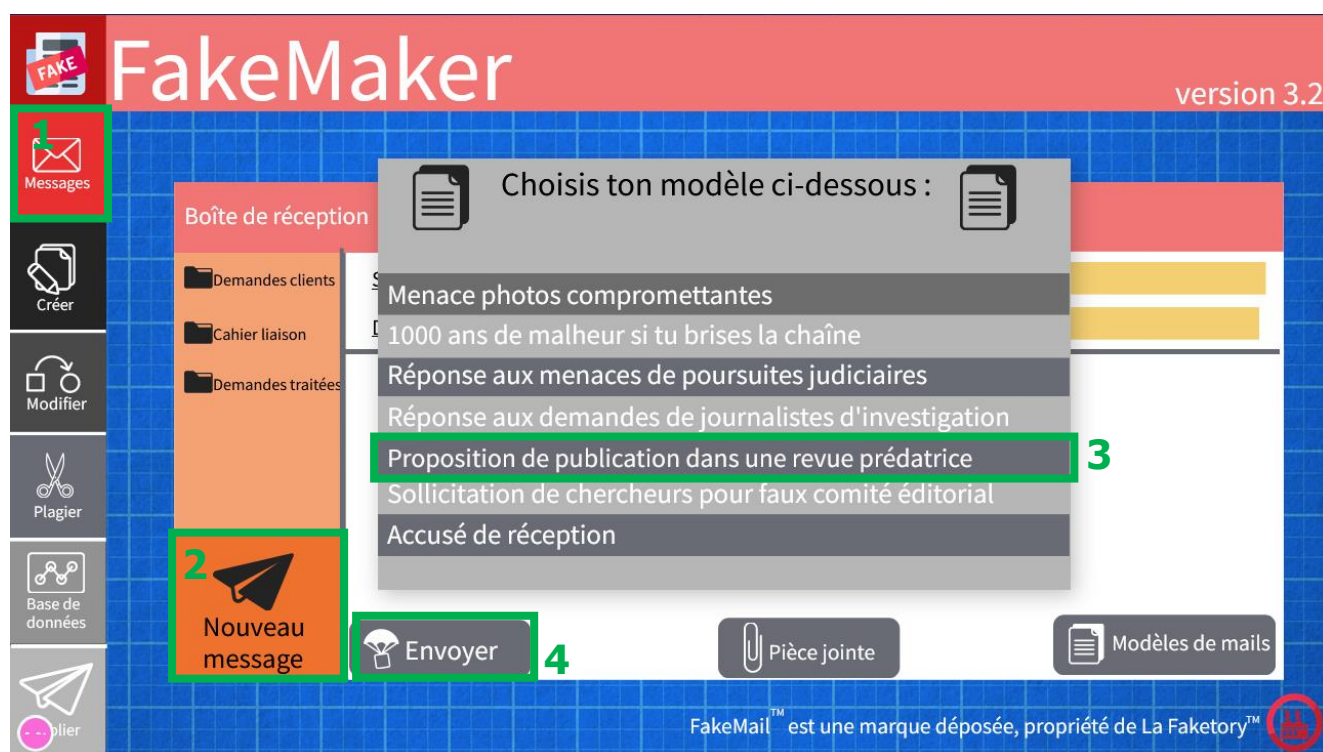 FAKE
FakeMaker
version 3.2
1
Messages
Créer
Modifier
Plagier
Base de
données
Boîte de réception
Demandes clients
Cahier liaison
Demandes traitées
2
Nouveau
message
Choisis ton modèle ci-dessous :
Menace photos compromettantes
1000 ans de malheur si tu brises la chaîne
Réponse aux menaces de poursuites judiciaires
Réponse aux demandes de journalistes d'investigation
Proposition de publication dans une revue prédatrice
3
Sollicitation de chercheurs pour faux comité éditorial
Accusé de réception
Envoyer
4
Pièce jointe
Modèles de mails
FakeMail™ est une marque déposée, propriété de La Faketory™